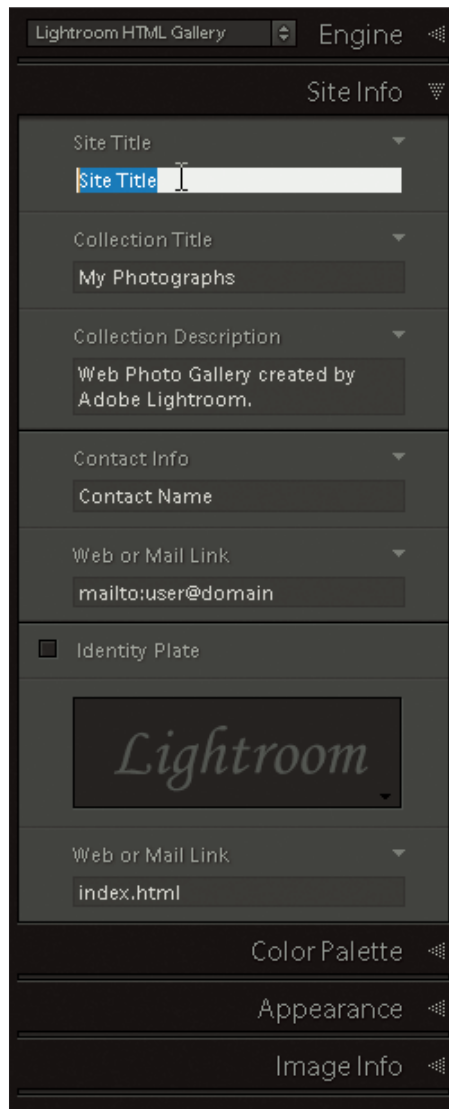 Lightroom HTML Gallery Engine
Site Info
Site Title
Site Title
Collection Title
My Photographs
Collection Description
Web Photo Gallery created by
Adobe Lightroom.
Contact Info
Contact Name
Web or Mail Link
mailto:user@domain
Identity Plate
Lightroom
Web or Mail Link
index.html
Color Palette
Appearance
Image Info